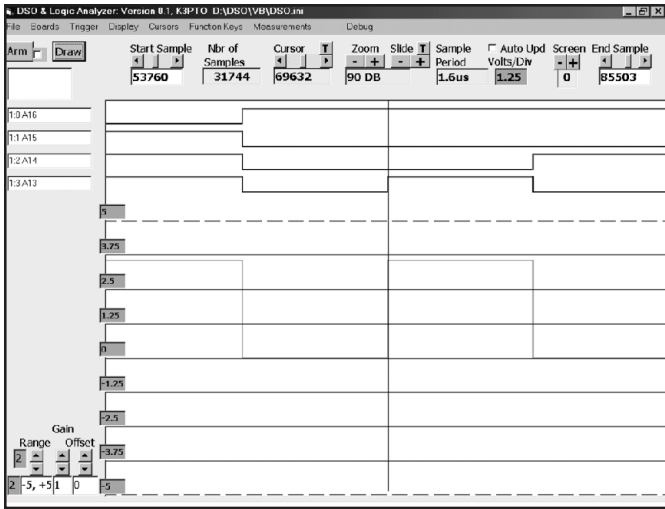 DSO & Logic Analyzer: Version 8.1, K3PTO D:\DSO\VB\DSO.ini
File Boards Trigger Display Cursors Function Keys Measurements Debug
Arm Draw Start Sample Nbr of Samples Cursor T Zoom Slide T Sample Period Auto Upd Volts/Div Screen End Sample
53760 31744 69632 - + 90 DB - + 1.6us 1.25 - + 0 85503
1:0 A16
1:1 A15
1:2 A14
1:3 A13
5
3.75
2.5
1.25
0
-1.25
-2.5
-3.75
-5
Gain
Range Offset
2
2 -5, +5 1 0